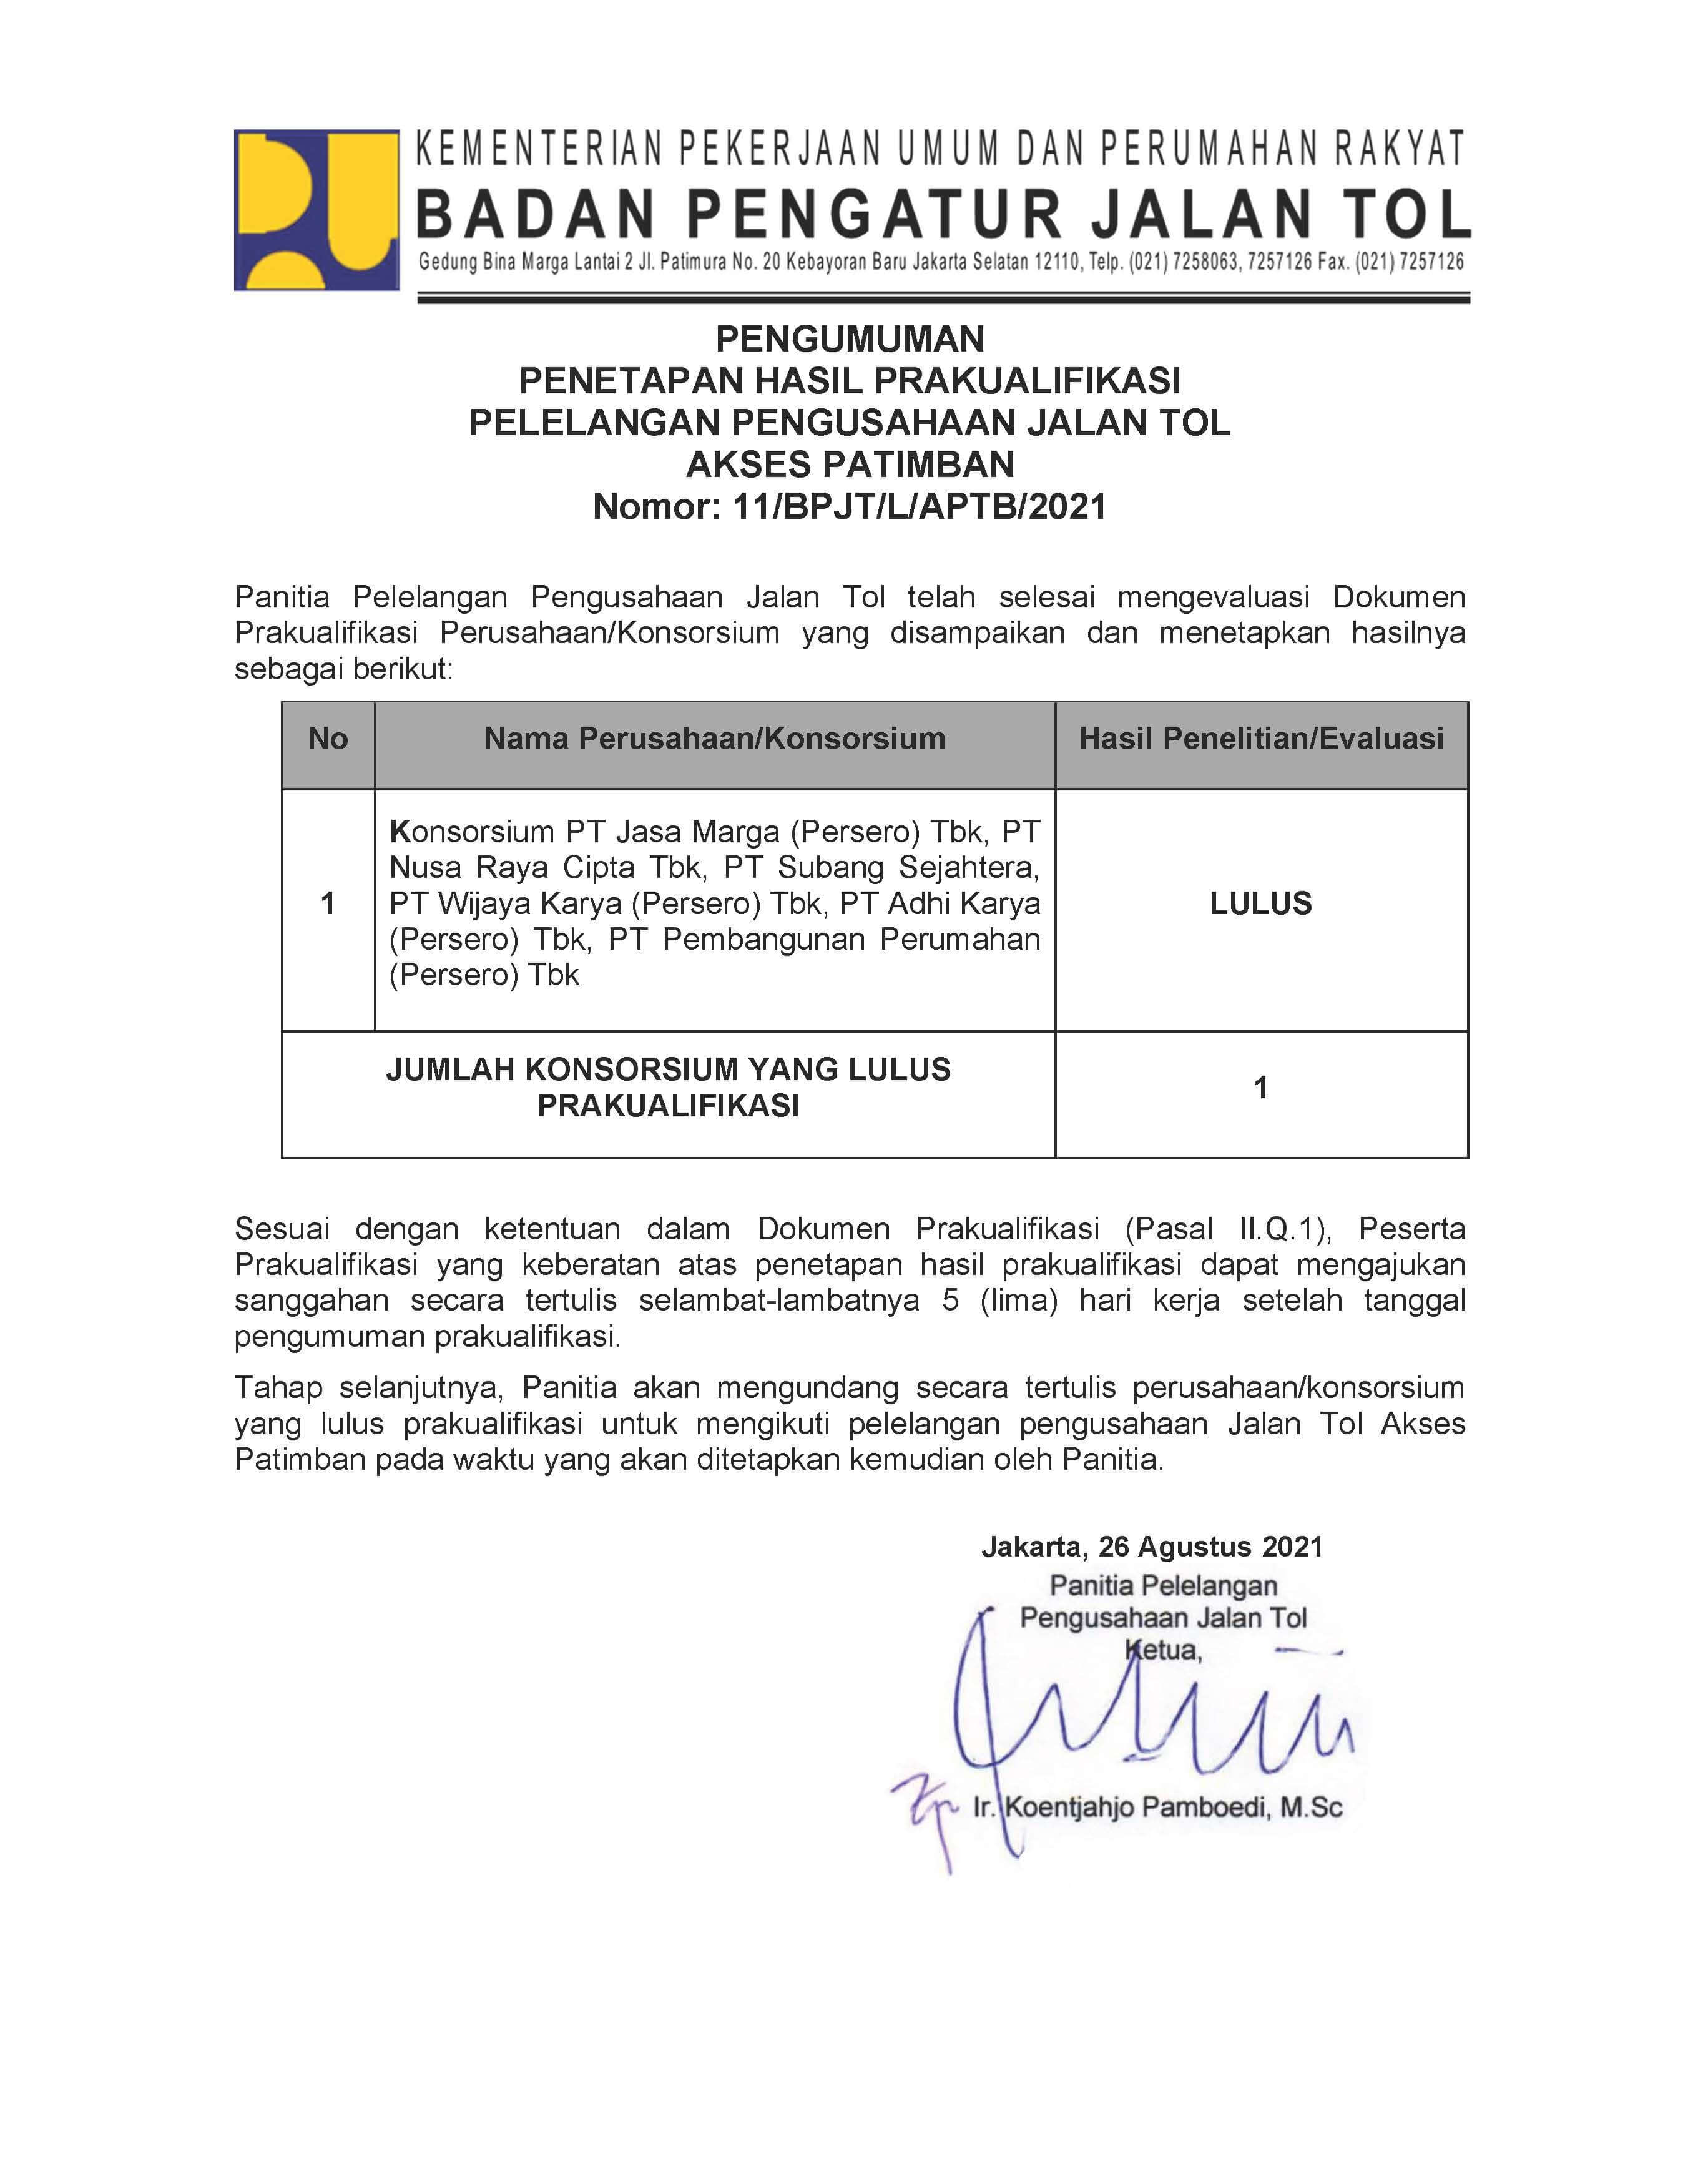 KEMENTERIAN PEKERJAAN UMUM DAN PERUMAHAN RAKYAT
BADAN PENGATUR JALAN TOL
Gedung Bina Marga Lantai 2 Jl. Patimura No. 20 Kebayoran Baru Jakarta Selatan 12110, Telp. (021) 7258063, 7257126 Fax. (021) 7257126
PENGUMUMAN
PENETAPAN HASIL PRAKUALIFIKASI
PELELANGAN PENGUSAHAAN JALAN TOL
AKSES PATIMBAN
Nomor: 11/BPJT/L/APTB/2021
Panitia Pelelangan Pengusahaan Jalan Tol telah selesai mengevaluasi Dokumen
Prakualifikasi Perusahaan/Konsorsium yang disampaikan dan menetapkan hasilnya
sebagai berikut:
No Nama Perusahaan/Konsorsium Hasil Penelitian/Evaluasi
1
Konsorsium PT Jasa Marga (Persero) Tbk, PT
Nusa Raya Cipta Tbk, PT Subang Sejahtera,
PT Wijaya Karya (Persero) Tbk, PT Adhi Karya
(Persero) Tbk, PT Pembangunan Perumahan
(Persero) Tbk
LULUS
JUMLAH KONSORSIUM YANG LULUS
PRAKUALIFIKASI
1
Sesuai dengan ketentuan dalam Dokumen Prakualifikasi (Pasal II.Q.1), Peserta
Prakualifikasi yang keberatan atas penetapan hasil prakualifikasi dapat mengajukan
sanggahan secara tertulis selambat-lambatnya 5 (lima) hari kerja setelah tanggal
pengumuman prakualifikasi.
Tahap selanjutnya, Panitia akan mengundang secara tertulis perusahaan/konsorsium
yang lulus prakualifikasi untuk mengikuti pelelangan pengusahaan Jalan Tol Akses
Patimban pada waktu yang akan ditetapkan kemudian oleh Panitia.
Jakarta, 26 Agustus 2021
Panitia Pelelangan
Pengusahaan Jalan Tol
Ketua,
Ir. Koentjahjo Pamboedi, M.Sc